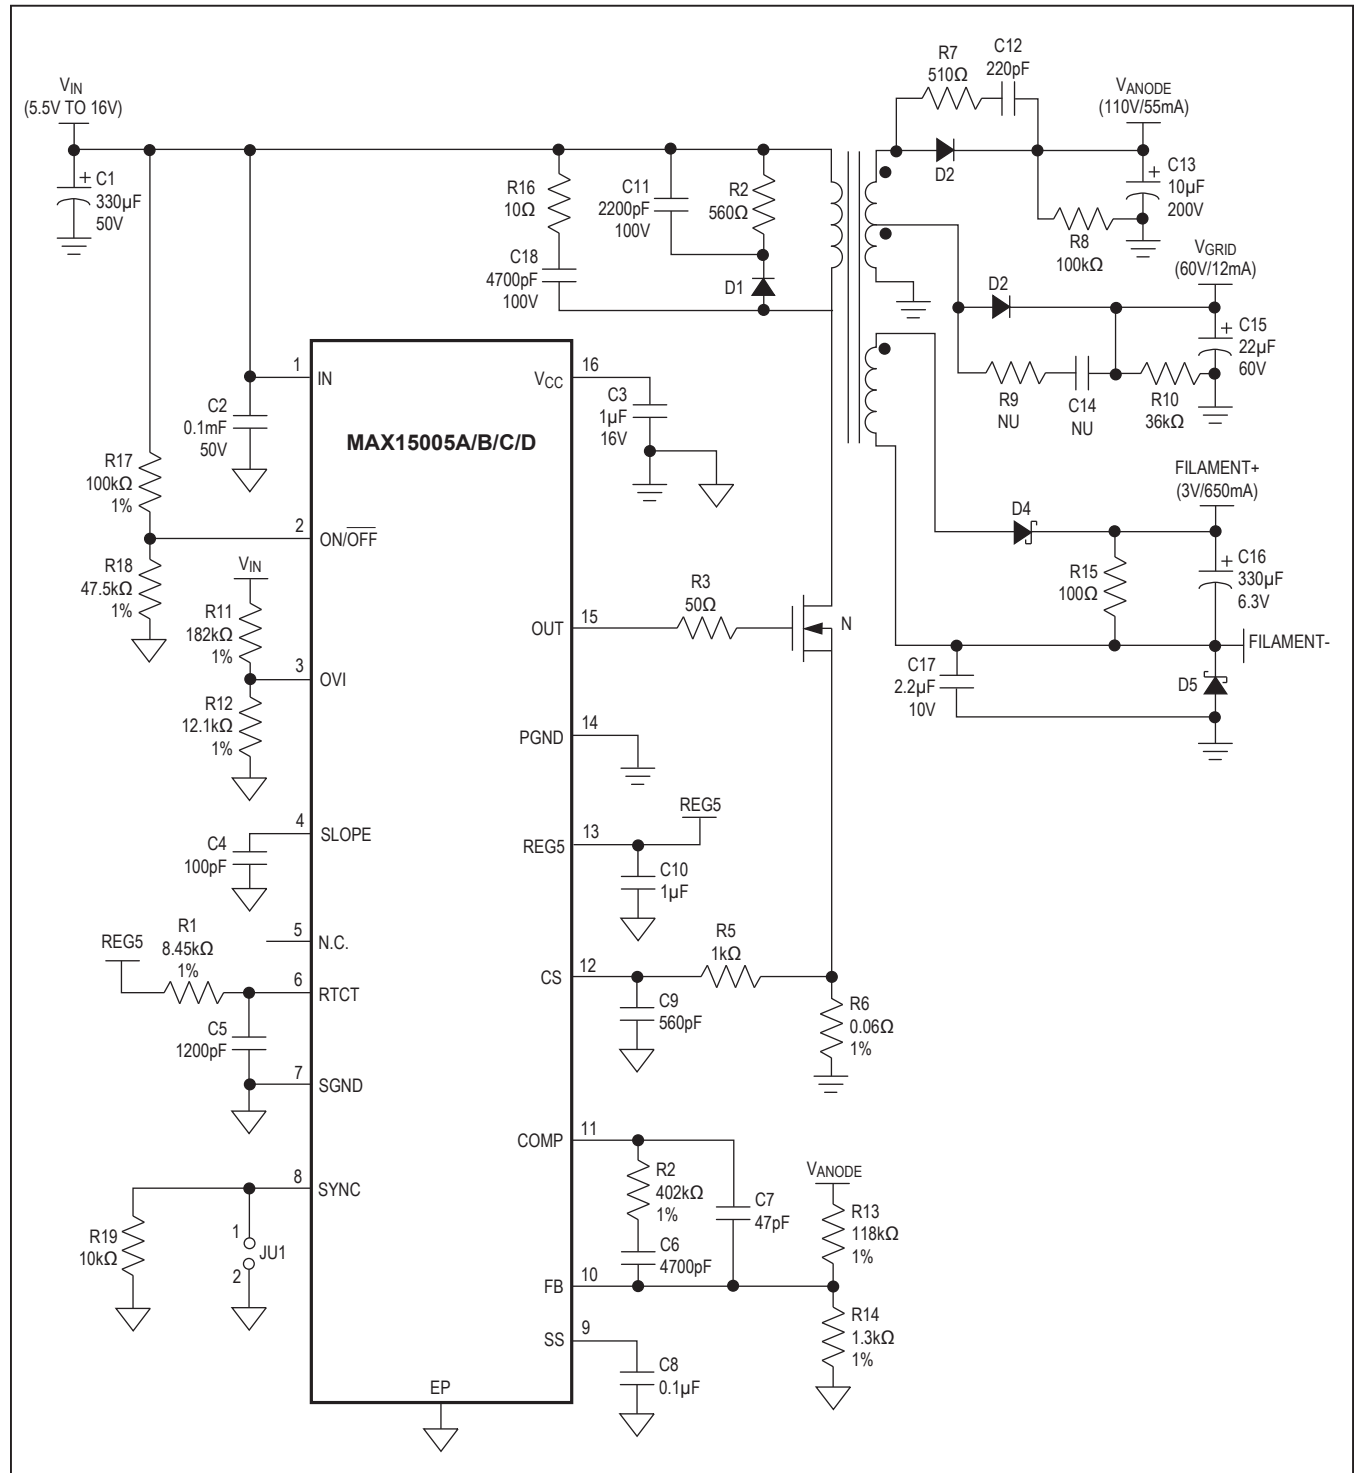 VIN
(5.5V TO 16V)
C1
330µF
50V
R16
10Ω
C18
4700pF
100V
C11
2200pF
100V
R2
560Ω
D1
R7
510Ω
C12
220pF
D2
VANODE
(110V/55mA)
C13
10µF
200V
R8
100kΩ
VGRID
(60V/12mA)
D2
C15
22µF
60V
R9
NU
C14
NU
R10
36kΩ
FILAMENT+
(3V/650mA)
D4
R15
100Ω
C16
330µF
6.3V
FILAMENT-
C17
2.2µF
10V
D5
MAX15005A/B/C/D
1
IN
C2
0.1mF
50V
R17
100kΩ
1%
2
ON/OFF
R18
47.5kΩ
1%
VIN
R11
182kΩ
1%
3
OVI
R12
12.1kΩ
1%
4
SLOPE
C4
100pF
5
N.C.
REG5
R1
8.45kΩ
1%
6
RTCT
C5
1200pF
7
SGND
8
SYNC
R19
10kΩ
1
2
JU1
EP
16
VCC
C3
1µF
16V
15
OUT
R3
50Ω
N
14
PGND
REG5
13
REG5
C10
1µF
12
CS
R5
1kΩ
C9
560pF
R6
0.06Ω
1%
11
COMP
R2
402kΩ
1%
C7
47pF
C6
4700pF
VANODE
R13
118kΩ
1%
10
FB
R14
1.3kΩ
1%
9
SS
C8
0.1µF